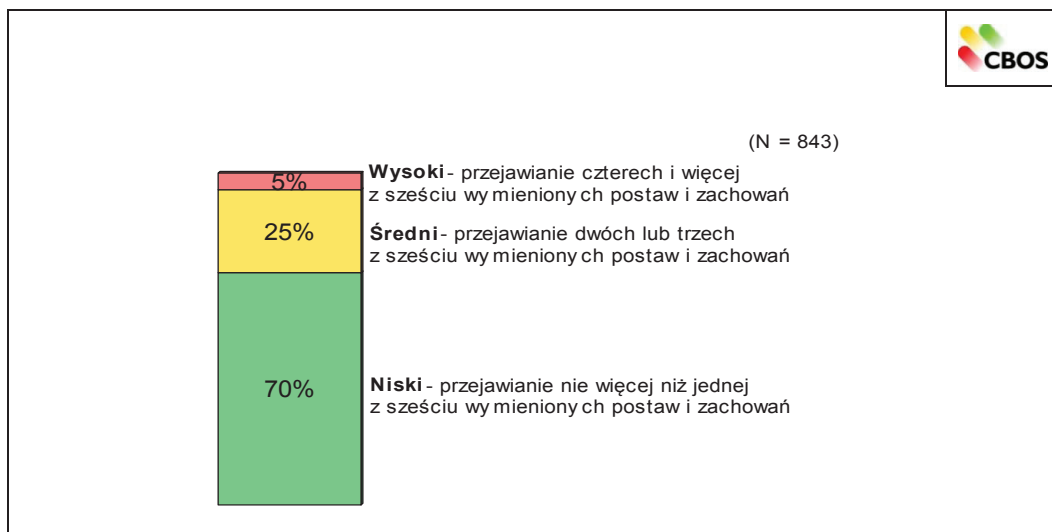 CBOS
(N = 843)
5%
Wysoki - przejawianie czterech i więcej
z sześciu wy mieniony ch postaw i zachowań
25%
Średni - przejawianie dwóch lub trzech
z sześciu wy mieniony ch postaw i zachowań
70%
Niski - przejawianie nie więcej niż jednej
z sześciu wy mieniony ch postaw i zachowań